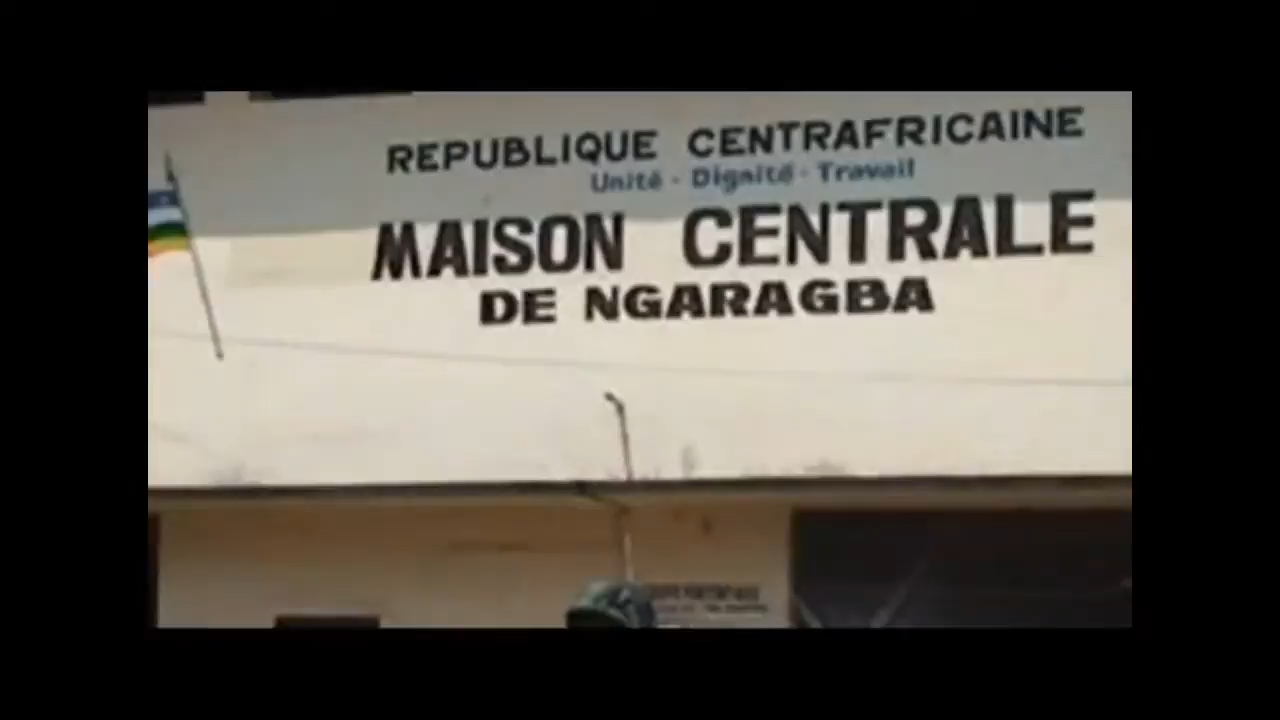 REPUBLIQUE CENTRAFRICAINE
Unité - Dignité - Travail
MAISON CENTRALE
DE NGARAGBA